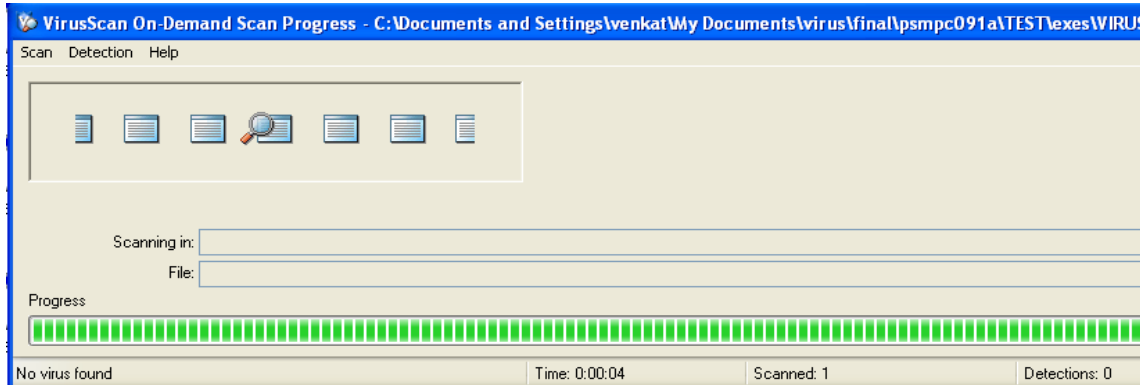 VirusScan On-Demand Scan Progress - C:\Documents and Settings\venkat\My Documents\virus\final\psmpc091a\TEST\exes\VIRUS
Scan Detection Help
Scanning in:
File:
Progress
No virus found Time: 0:00:04 Scanned: 1 Detections: 0